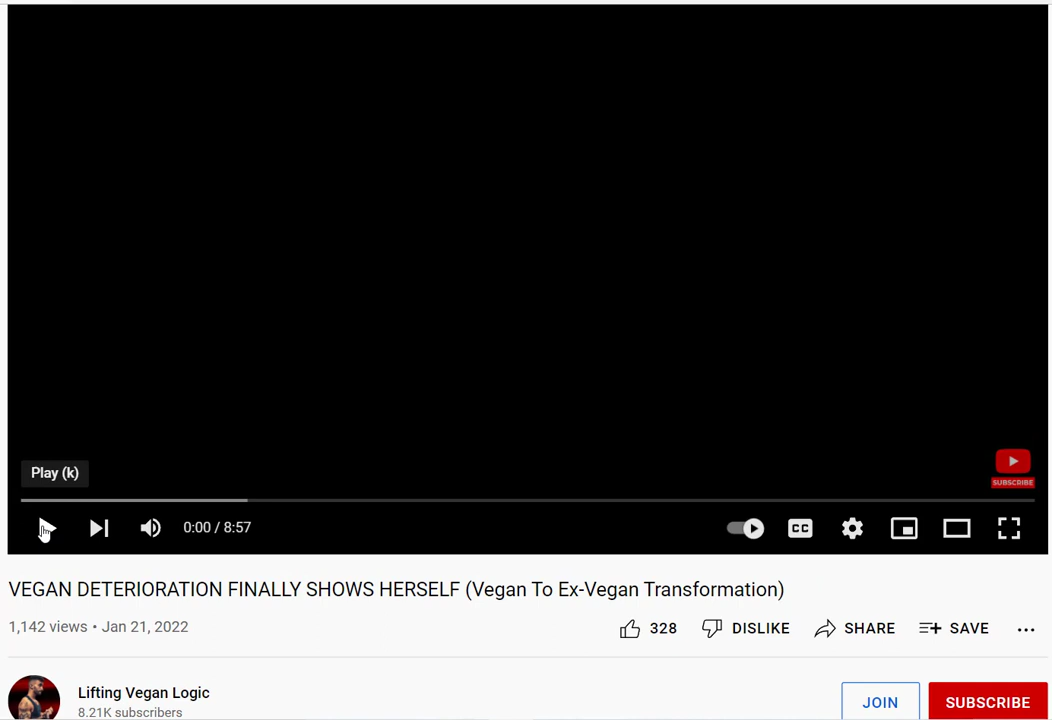 SUBSCRIBE
Play (k)
0:00 / 8:57
CC
VEGAN DETERIORATION FINALLY SHOWS HERSELF (Vegan To Ex-Vegan Transformation)
1,142 views • Jan 21, 2022
328 DISLIKE SHARE SAVE
Lifting Vegan Logic
8.21K subscribers
JOIN SUBSCRIBE